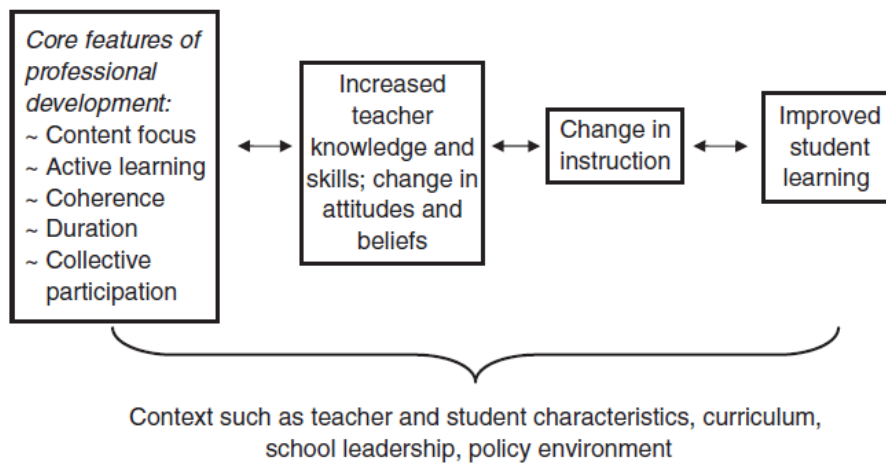 Core features of
professional
development:
~ Content focus
~ Active learning
~ Coherence
~ Duration
~ Collective
participation
Increased
teacher
knowledge and
skills; change in
attitudes and
beliefs
Change in
instruction
Improved
student
learning
Context such as teacher and student characteristics, curriculum,
school leadership, policy environment